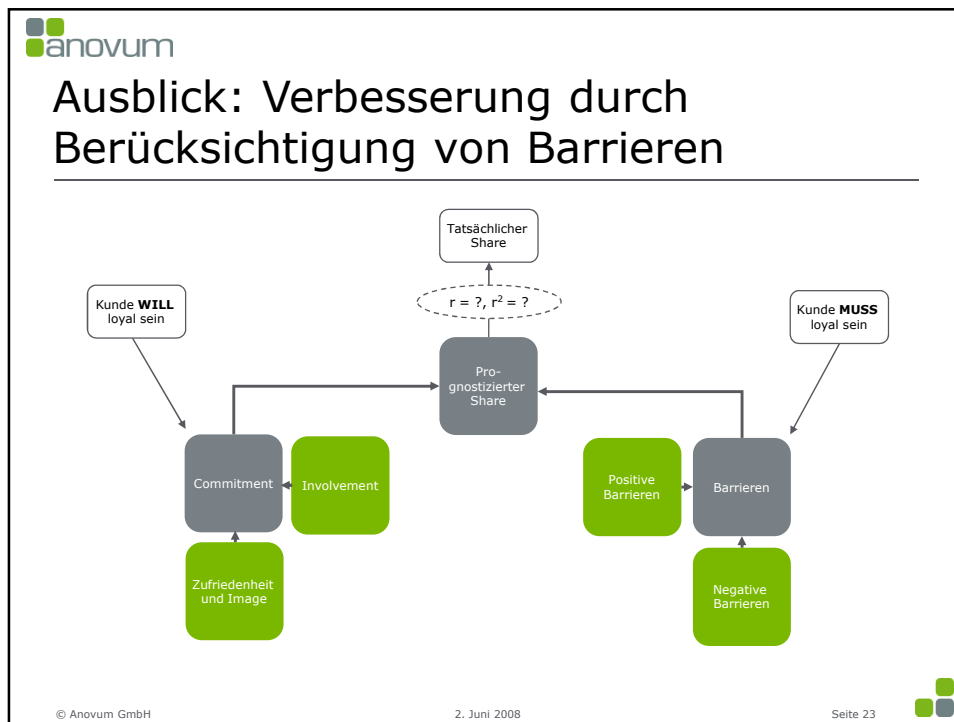 anovum
Ausblick: Verbesserung durch
Berücksichtigung von Barrieren
Tatsächlicher
Share
r = ?, r² = ?
Kunde WILL
loyal sein
Kunde MUSS
loyal sein
Pro-
gnostizierter
Share
Commitment
Involvement
Positive
Barrieren
Barrieren
Zufriedenheit
und Image
Negative
Barrieren
© Anovum GmbH
2. Juni 2008
Seite 23